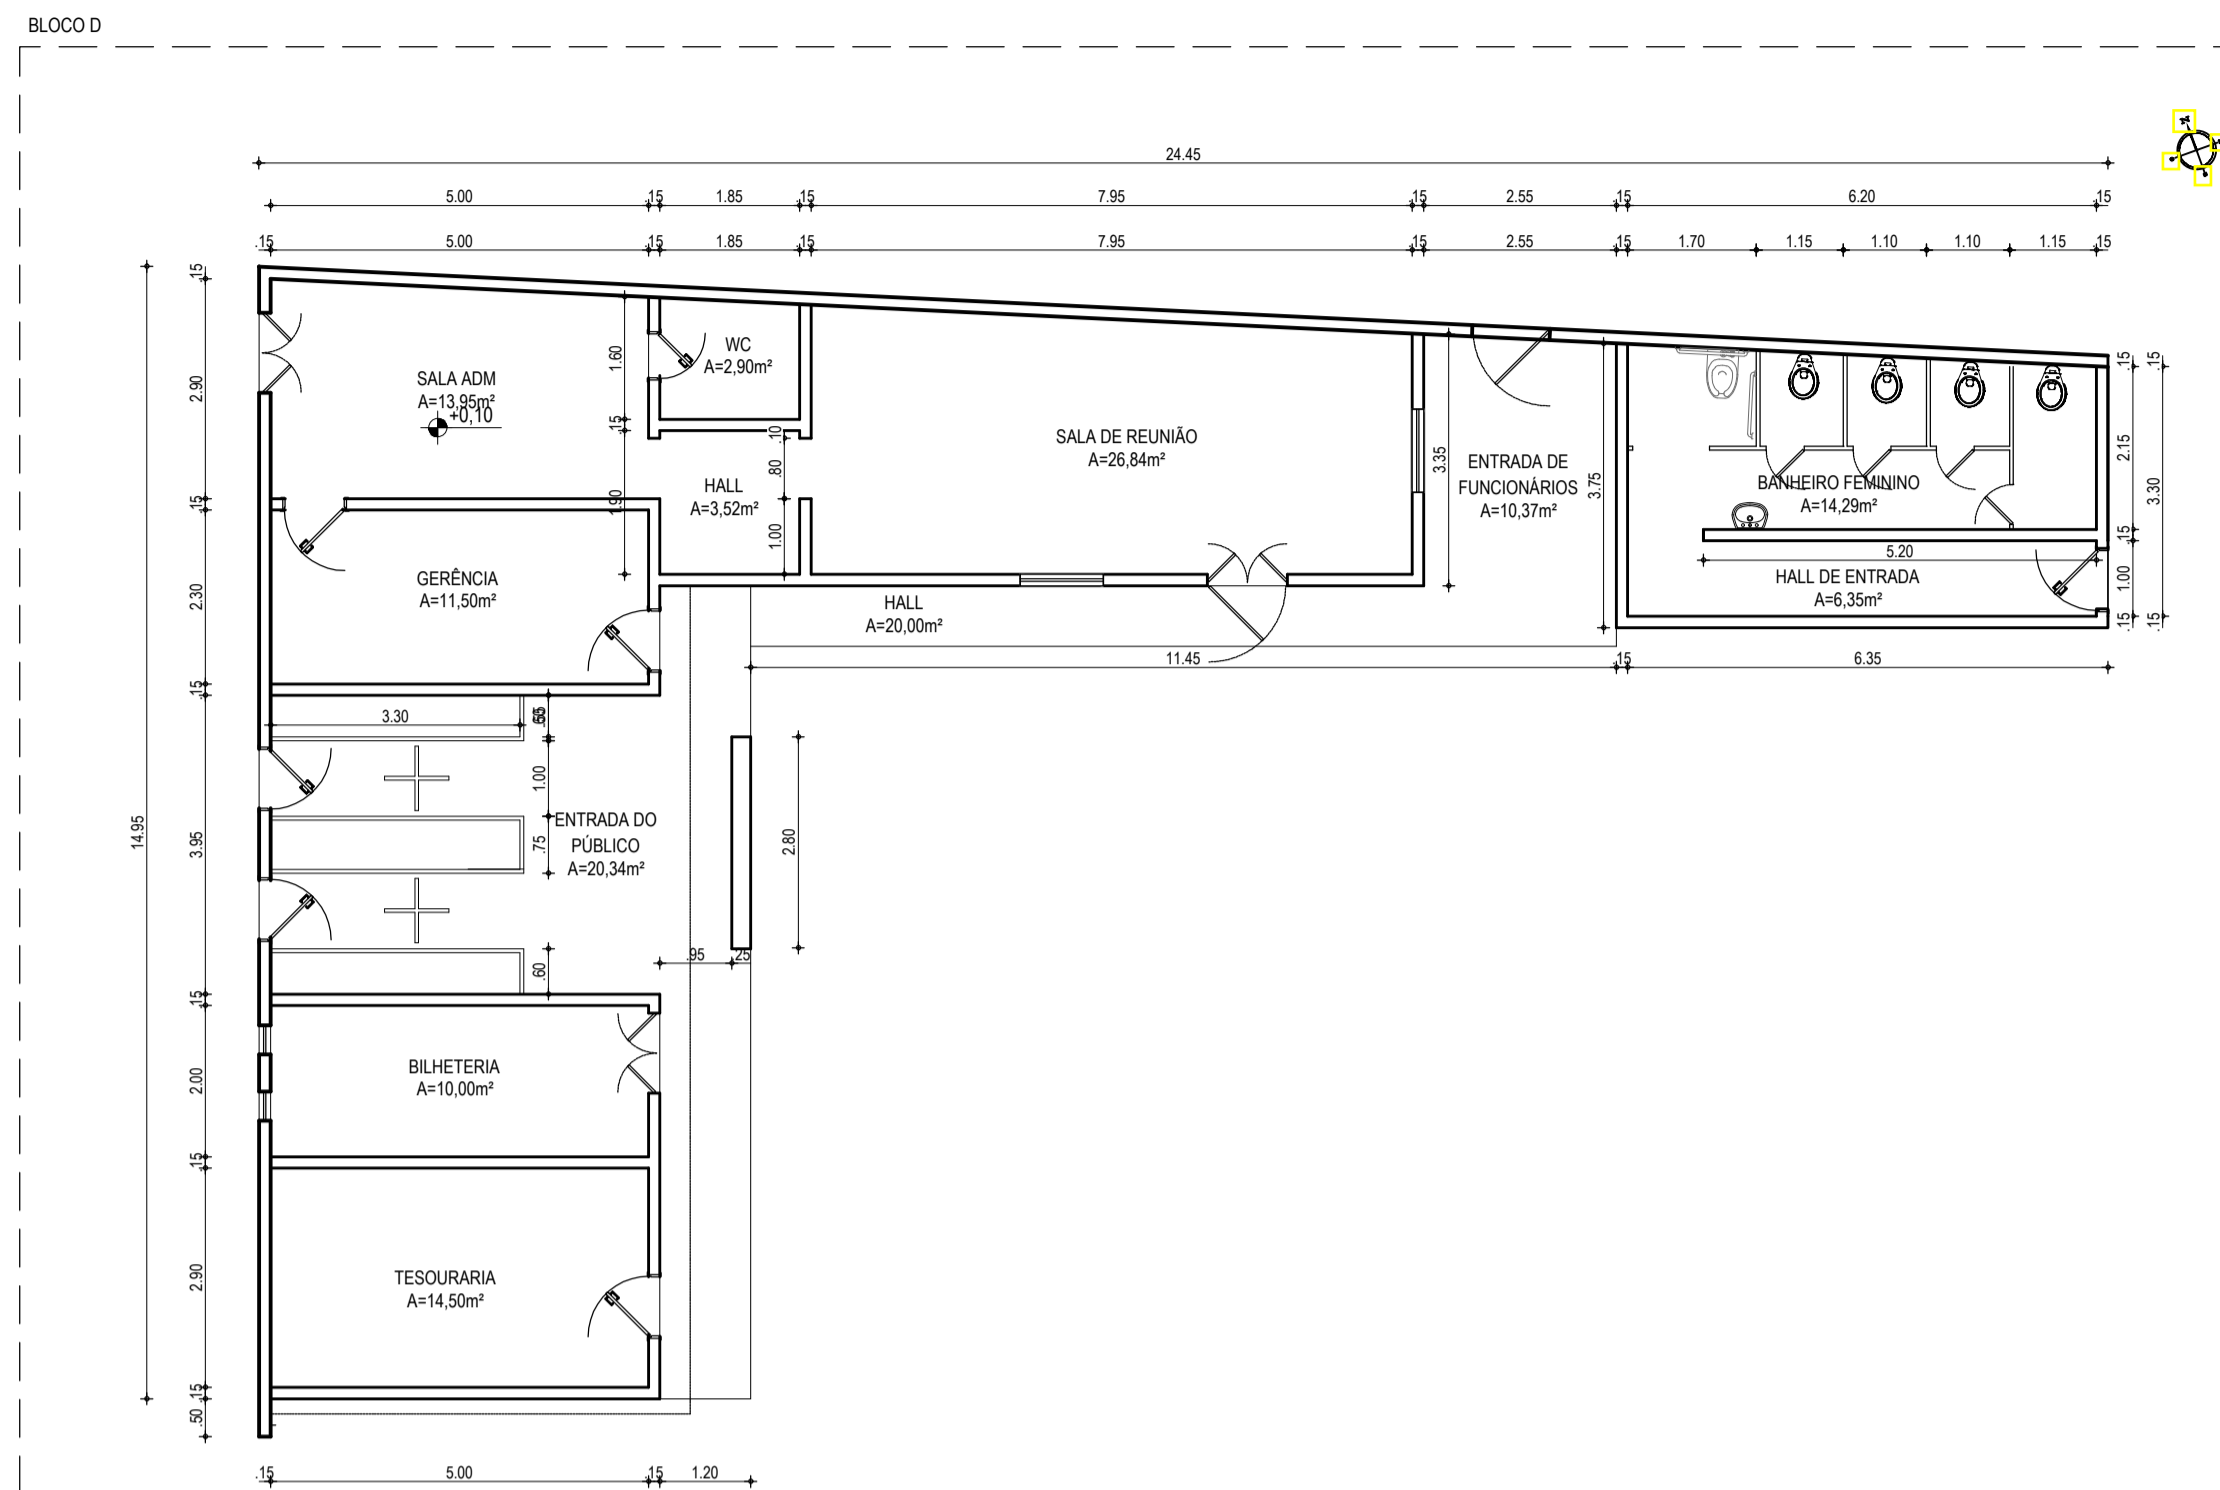 BLOCO D
24.45
5.00 .15 1.85 .15 7.95 .15 2.55 .15 6.20 .15
.15 5.00 .15 1.85 .15 7.95 .15 2.55 .15 1.70 1.15 1.10 1.10 1.15 .15
.15
2.90
.15
2.30
.15
3.95
.15
2.00
.15
2.90
.15
.50
14.95
SALA ADM
A=13,95m²
+0,10
1.60
.15
1.90
WC
A=2,90m²
.10
.80
1.00
HALL
A=3,52m²
SALA DE REUNIÃO
A=26,84m²
3.35
ENTRADA DE
FUNCIONÁRIOS
A=10,37m²
3.75
BANHEIRO FEMININO
A=14,29m²
5.20
HALL DE ENTRADA
A=6,35m²
.15
2.15
.15
1.00
.15
.15
3.30
.15
GERÊNCIA
A=11,50m²
HALL
A=20,00m²
11.45 .15 6.35
3.30
1.00
.75
.60
ENTRADA DO
PÚBLICO
A=20,34m²
2.80
.95 .25
BILHETERIA
A=10,00m²
TESOURARIA
A=14,50m²
.15 5.00 .15 1.20